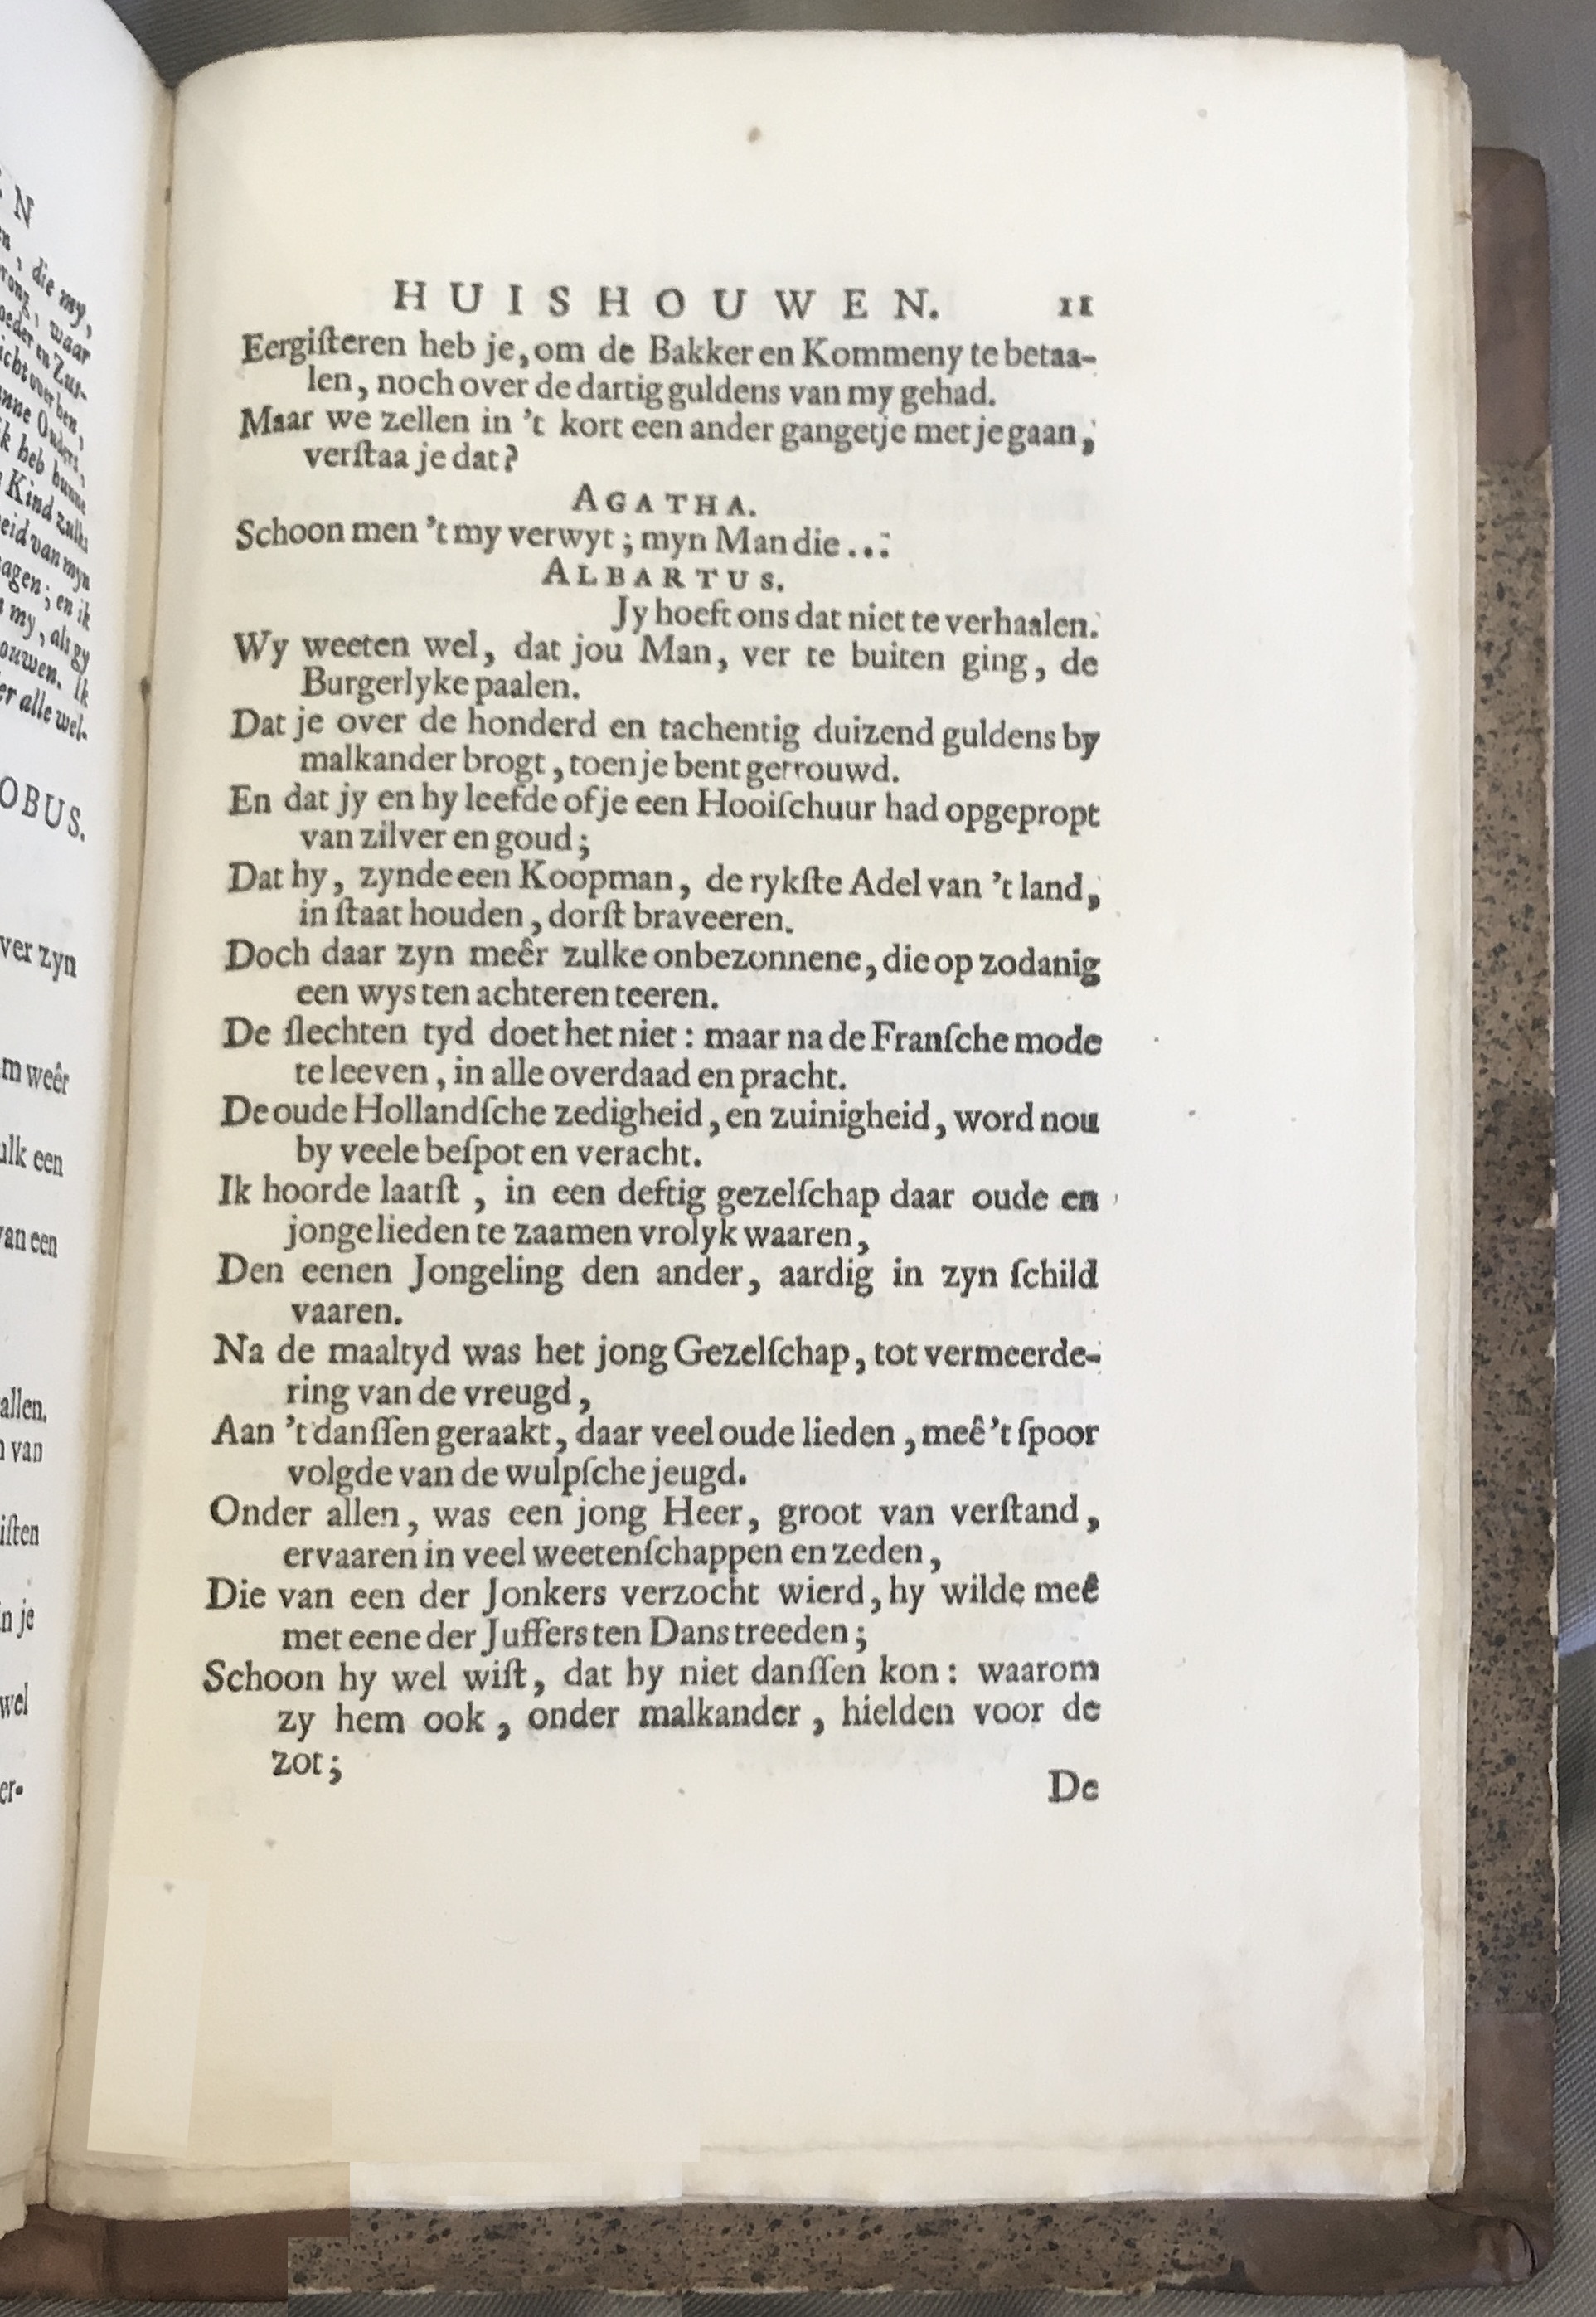 HUISHOUWEN. 11
Eergiſteren heb je, om de Bakker en Kommeny te betaa-
len, noch over de dartig guldens van my gehad.
Maar we zellen in 't kort een ander gangetje met je gaan,
verſtaa je dat?
AGATHA.
Schoon men 't my verwyt; myn Man die ...
ALBARTUS.
Jy hoeft ons dat niet te verhaalen.
Wy weeten wel, dat jou Man, ver te buiten ging, de
Burgerlyke paalen.
Dat je over de honderd en tachentig duizend guldens by
malkander brogt, toen je bent getrouwd.
En dat jy en hy leefde of je een Hooiſchuur had opgepropt
van zilver en goud;
Dat hy, zynde een Koopman, de rykſte Adel van 't land,
in ſtaat houden, dorſt braveeren.
Doch daar zyn meêr zulke onbezonnene, die op zodanig
een wys ten achteren teeren.
De ſlechten tyd doet het niet: maar na de Franſche mode
te leeven, in alle overdaad en pracht.
De oude Hollandſche zedigheid, en zuinigheid, word nou
by veele beſpot en veracht.
Ik hoorde laatſt, in een deftig gezelſchap daar oude en
jonge lieden te zaamen vrolyk waaren,
Den eenen Jongeling den ander, aardig in zyn ſchild
vaaren.
Na de maaltyd was het jong Gezelſchap, tot vermeerde-
ring van de vreugd,
Aan 't danſſen geraakt, daar veel oude lieden, meê 't ſpoor
volgde van de wulpſche jeugd.
Onder allen, was een jong Heer, groot van verſtand,
ervaaren in veel weetenſchappen en zeden,
Die van een der Jonkers verzocht wierd, hy wilde meê
met eene der Juffers ten Dans treeden;
Schoon hy wel wiſt, dat hy niet danſſen kon: waarom
zy hem ook, onder malkander, hielden voor de
zot;
De